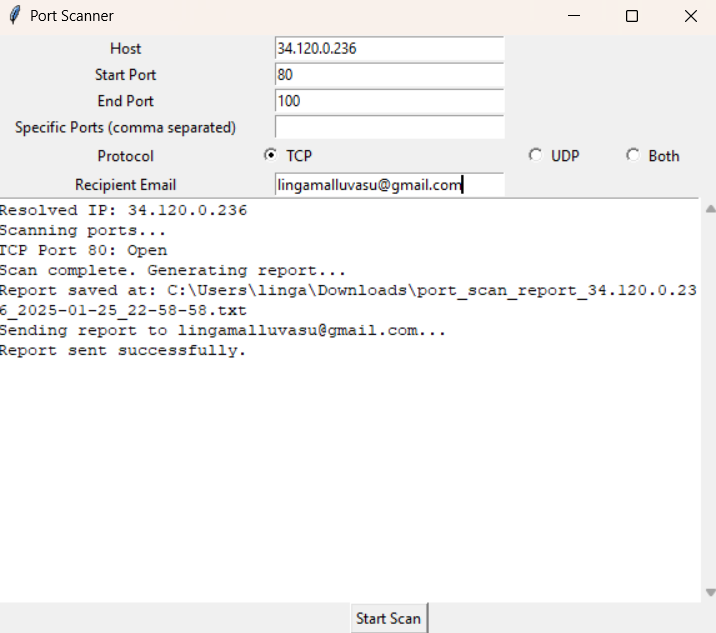 Port Scanner
Host 34.120.0.236
Start Port 80
End Port 100
Specific Ports (comma separated)
Protocol TCP UDP Both
Recipient Email lingamalluvasu@gmail.com
Resolved IP: 34.120.0.236
Scanning ports...
TCP Port 80: Open
Scan complete. Generating report...
Report saved at: C:\Users\linga\Downloads\port_scan_report_34.120.0.23
6_2025-01-25_22-58-58.txt
Sending report to lingamalluvasu@gmail.com...
Report sent successfully.
Start Scan